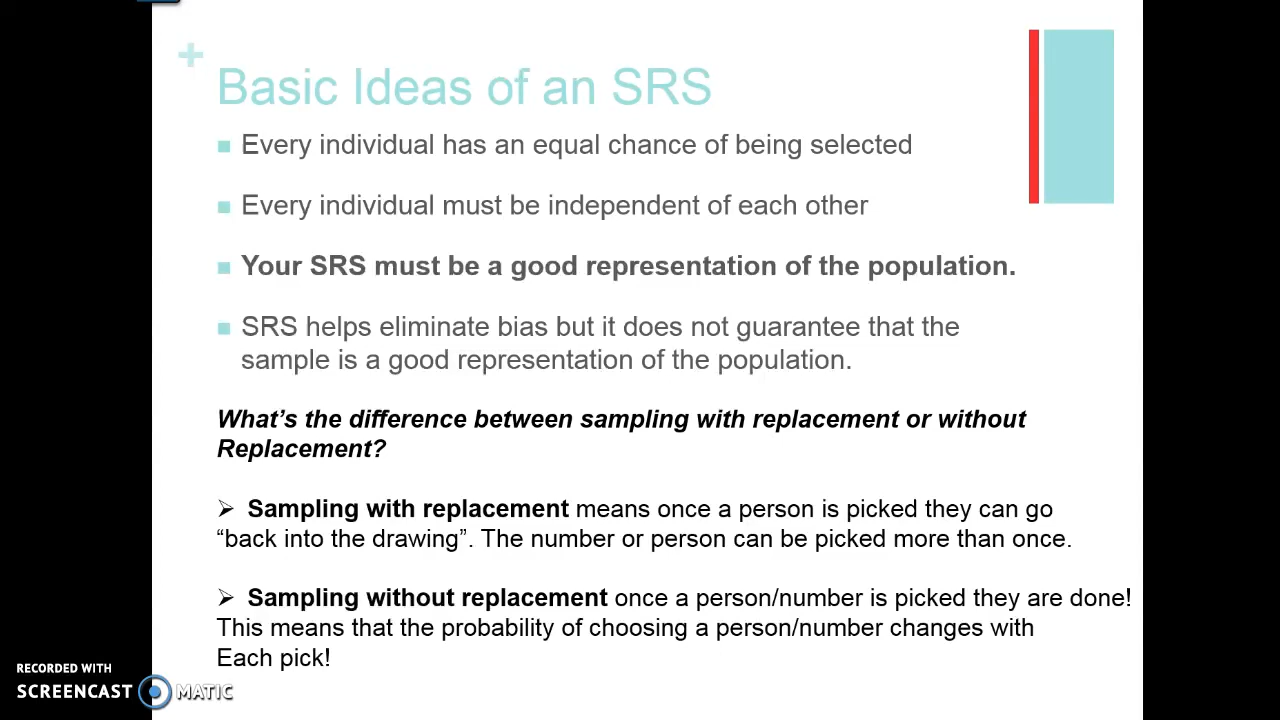 +
Basic Ideas of an SRS
Every individual has an equal chance of being selected
Every individual must be independent of each other
Your SRS must be a good representation of the population.
SRS helps eliminate bias but it does not guarantee that the
sample is a good representation of the population.
What’s the difference between sampling with replacement or without
Replacement?
Sampling with replacement means once a person is picked they can go
“back into the drawing”. The number or person can be picked more than once.
Sampling without replacement once a person/number is picked they are done!
This means that the probability of choosing a person/number changes with
Each pick!
RECORDED WITH
SCREENCAST MATIC